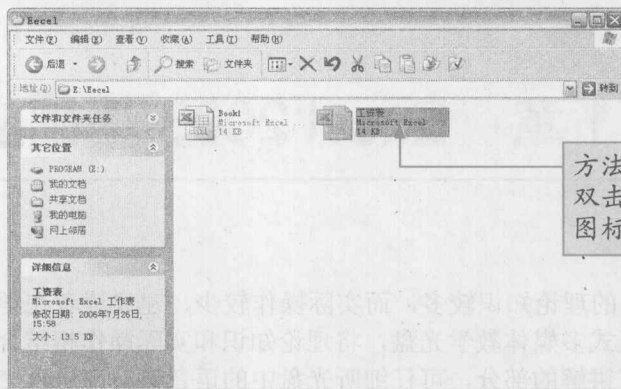 Eecel
文件(F) 编辑(E) 查看(V) 收藏(A) 工具(T) 帮助(H)
后退 搜索 文件夹
地址(D) E:\Eecel 转到
文件和文件夹任务
其它位置
PROGRAM (E:)
我的文档
共享文档
我的电脑
网上邻居
详细信息
工资表
Microsoft Excel 工作表
修改日期: 2006年7月26日,
15:58
大小: 13.5 KB
Book1
Microsoft Excel ...
14 KB
工资表
Microsoft Excel ...
14 KB
方法
双击
图标